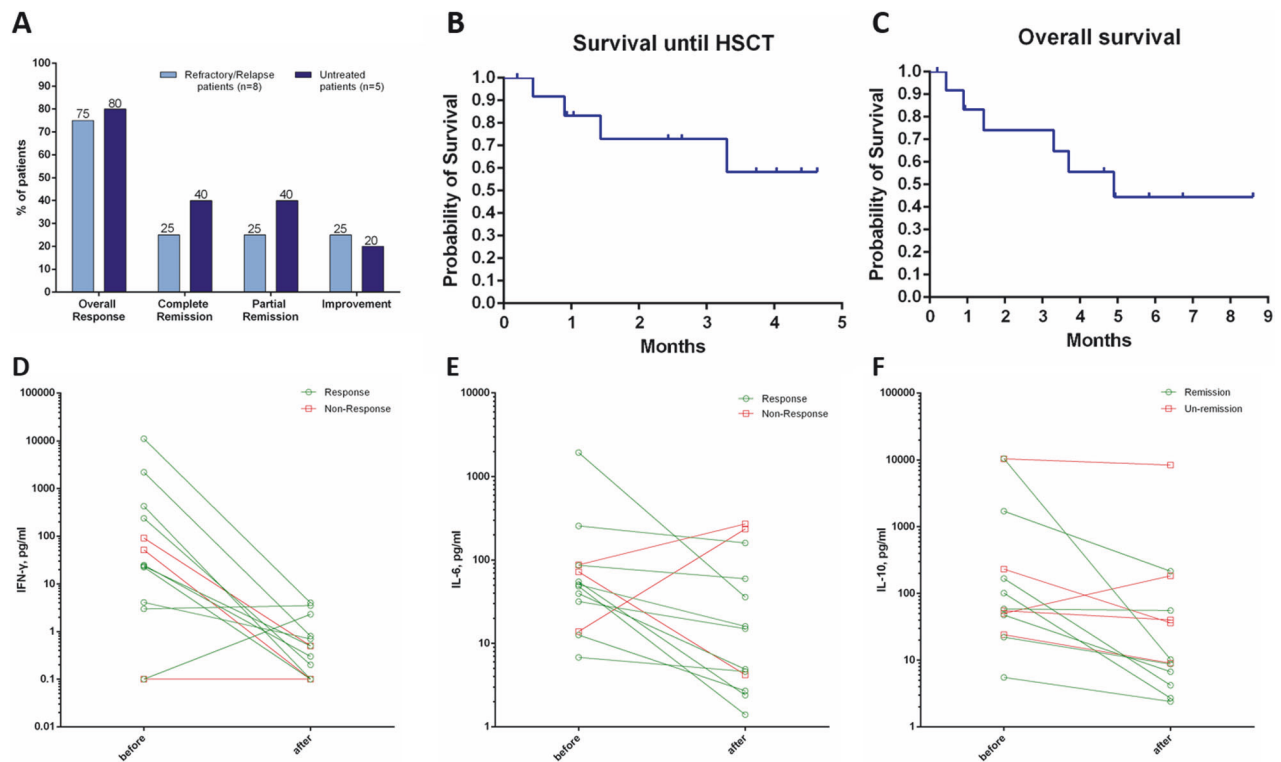 A
Refractory/Relapse patients (n=8)
Untreated patients (n=5)
% of patients
100
90
80
70
60
50
40
30
20
10
0
75
80
25
40
25
40
25
20
Overall Response
Complete Remission
Partial Remission
Improvement
B
Survival until HSCT
Probability of Survival
1.0
0.9
0.8
0.7
0.6
0.5
0.4
0.3
0.2
0.1
0.0
0 1 2 3 4 5
Months
C
Overall survival
Probability of Survival
1.0
0.9
0.8
0.7
0.6
0.5
0.4
0.3
0.2
0.1
0.0
0 1 2 3 4 5 6 7 8 9
Months
D
Response
Non-Response
IFN-γ, pg/ml
100000
10000
1000
100
10
1
0.1
0.01
before
after
E
Response
Non-Response
IL-6, pg/ml
10000
1000
100
10
1
before
after
F
Remission
Un-remission
IL-10, pg/ml
100000
10000
1000
100
10
1
before
after